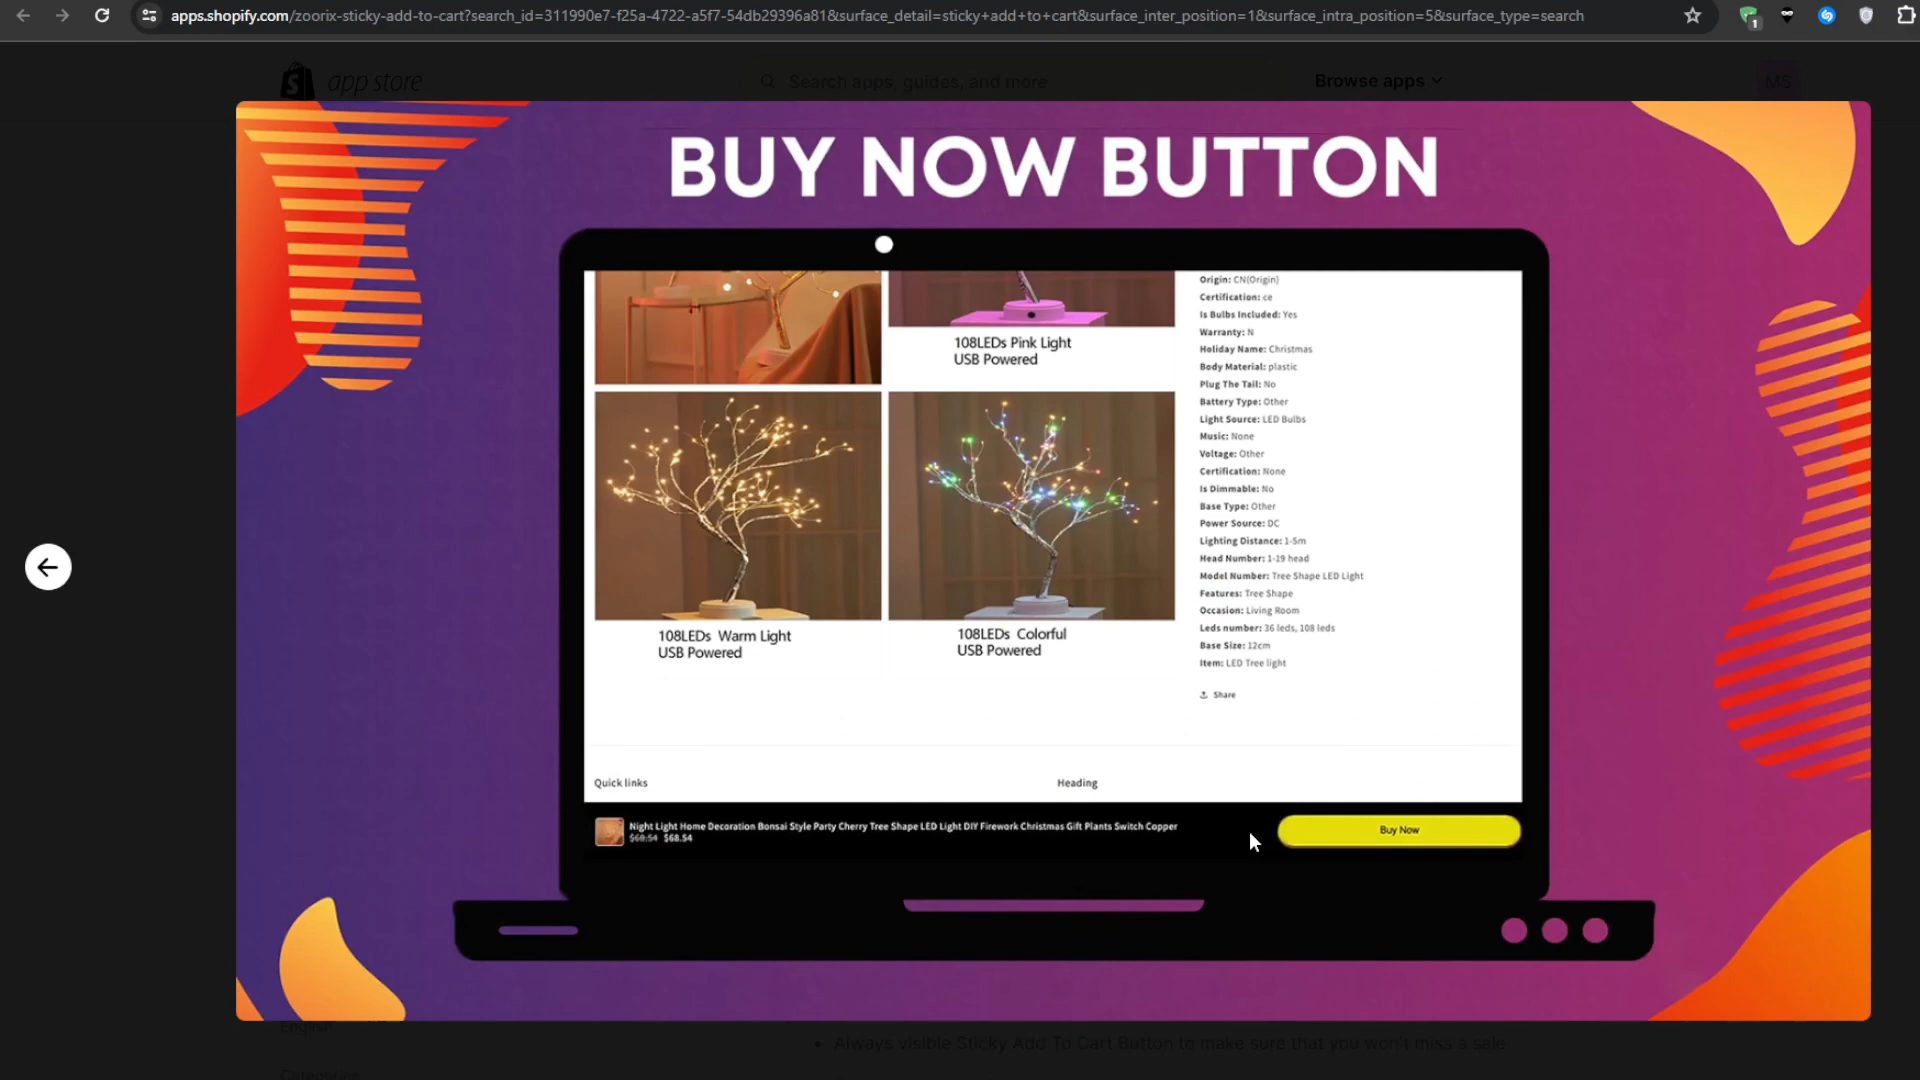 apps.shopify.com/zoorix-sticky-add-to-cart?search_id=311990e7-f25a-4722-a5f7-54db29396a81&surface_detail=sticky+add+to+cart&surface_inter_position=1&surface_intra_position=5&surface_type=search
1
app store
Search apps, guides, and more
Browse apps
MS
BUY NOW BUTTON
108LEDs Pink Light
USB Powered
108LEDs Warm Light
USB Powered
108LEDs Colorful
USB Powered
Origin: CN(Origin)
Certification: ce
Is Bulbs Included: Yes
Warranty: N
Holiday Name: Christmas
Body Material: plastic
Plug The Tail: No
Battery Type: Other
Light Source: LED Bulbs
Music: None
Voltage: Other
Certification: None
Is Dimmable: No
Base Type: Other
Power Source: DC
Lighting Distance: 1-5m
Head Number: 1-19 head
Model Number: Tree Shape LED Light
Features: Tree Shape
Occasion: Living Room
Leds number: 36 leds, 108 leds
Base Size: 12cm
Item: LED Tree light
Share
Quick links
Heading
Night Light Home Decoration Bonsai Style Party Cherry Tree Shape LED Light DIY Firework Christmas Gift Plants Switch Copper
$68.54 $68.54
Buy Now
English
• Always visible Sticky Add To Cart Button to make sure that you won't miss a sale
Categories